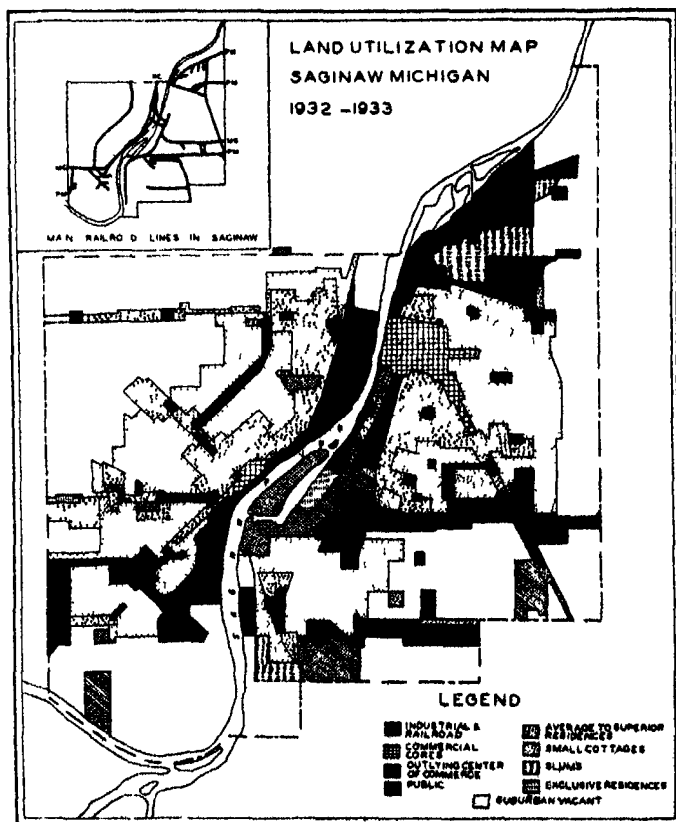 LAND UTILIZATION MAP
SAGINAW MICHIGAN
1932 - 1933
MAIN RAILROAD LINES IN SAGINAW
LEGEND
INDUSTRIAL &
RAILROAD
COMMERCIAL
CORES
OUTLYING CENTER
OF COMMERCE
PUBLIC
AVERAGE TO SUPERIOR
RESIDENCES
SMALL COTTAGES
SLUMS
EXCLUSIVE RESIDENCES
SUBURBAN VACANT